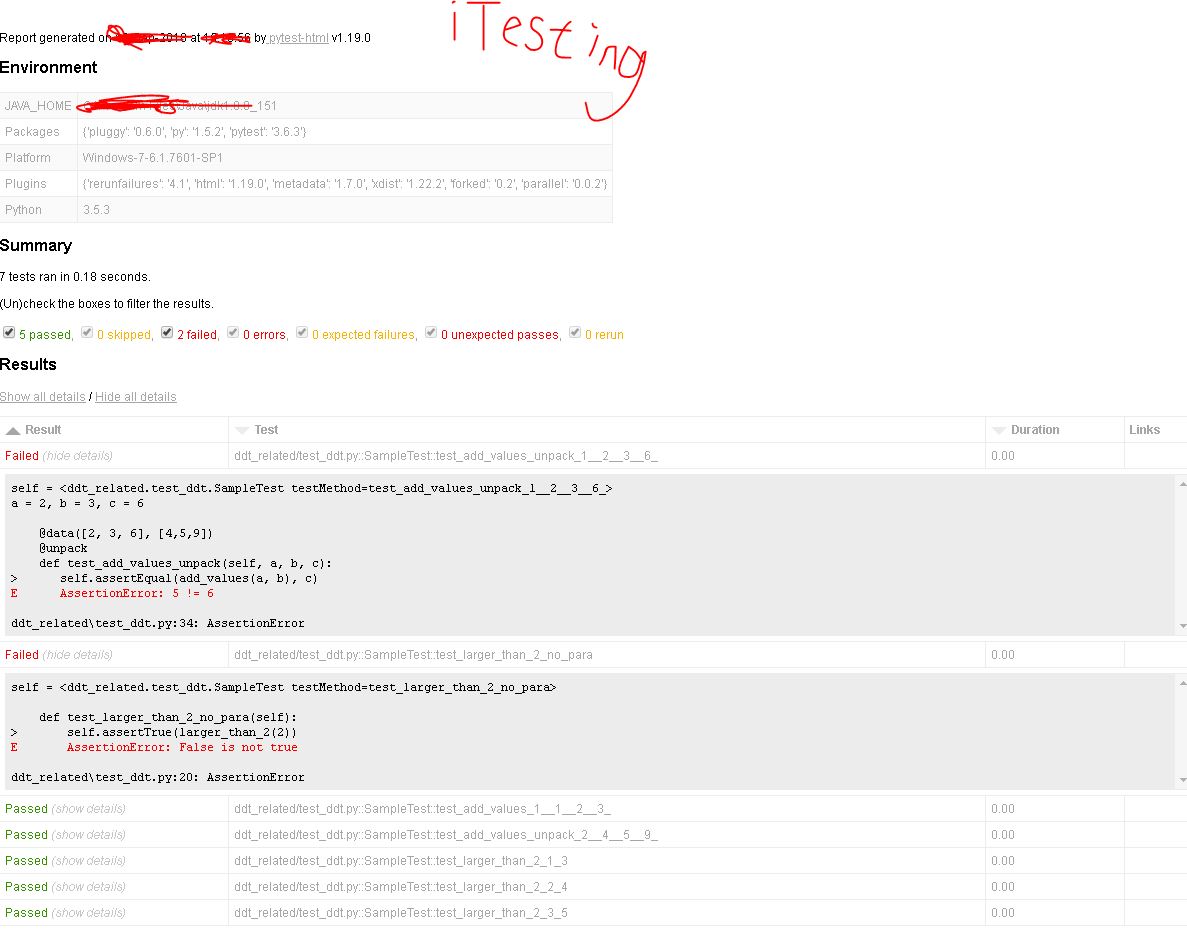 iTesting
Report generated on 2018 at 56 by pytest-html v1.19.0
Environment
JAVA_HOME \jdk1.8.0_151
Packages {'pluggy': '0.6.0', 'py': '1.5.2', 'pytest': '3.6.3'}
Platform Windows-7-6.1.7601-SP1
Plugins {'rerunfailures': '4.1', 'html': '1.19.0', 'metadata': '1.7.0', 'xdist': '1.22.2', 'forked': '0.2', 'parallel': '0.0.2'}
Python 3.5.3
Summary
7 tests ran in 0.18 seconds.
(Un)check the boxes to filter the results.
5 passed, 0 skipped, 2 failed, 0 errors, 0 expected failures, 0 unexpected passes, 0 rerun
Results
Show all details / Hide all details
Result Test Duration Links
Failed (hide details) ddt_related/test_ddt.py::SampleTest::test_add_values_unpack_1__2__3__6_ 0.00
self = <ddt_related.test_ddt.SampleTest testMethod=test_add_values_unpack_1__2__3__6_>
a = 2, b = 3, c = 6
@data([2, 3, 6], [4,5,9])
@unpack
def test_add_values_unpack(self, a, b, c):
> self.assertEqual(add_values(a, b), c)
E AssertionError: 5 != 6
ddt_related\test_ddt.py:34: AssertionError
Failed (hide details) ddt_related/test_ddt.py::SampleTest::test_larger_than_2_no_para 0.00
self = <ddt_related.test_ddt.SampleTest testMethod=test_larger_than_2_no_para>
def test_larger_than_2_no_para(self):
> self.assertTrue(larger_than_2(2))
E AssertionError: False is not true
ddt_related\test_ddt.py:20: AssertionError
Passed (show details) ddt_related/test_ddt.py::SampleTest::test_add_values_1__1__2__3_ 0.00
Passed (show details) ddt_related/test_ddt.py::SampleTest::test_add_values_unpack_2__4__5__9_ 0.00
Passed (show details) ddt_related/test_ddt.py::SampleTest::test_larger_than_2_1_3 0.00
Passed (show details) ddt_related/test_ddt.py::SampleTest::test_larger_than_2_2_4 0.00
Passed (show details) ddt_related/test_ddt.py::SampleTest::test_larger_than_2_3_5 0.00